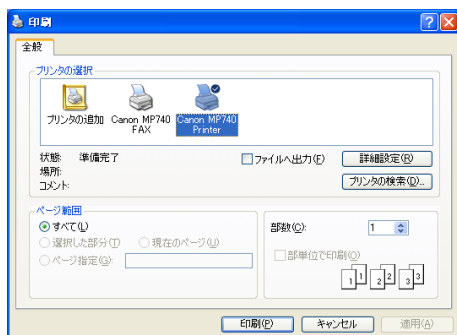 印刷
全般
プリンタの選択
プリンタの追加 Canon MP740 FAX Canon MP740 Printer
状態: 準備完了
場所:
コメント:
ファイルへ出力(F)
詳細設定(R)
プリンタの検索(D)...
ページ範囲
すべて(L)
選択した部分(T) 現在のページ(U)
ページ指定(G):
部数(C): 1
部単位で印刷(O)
1 1 2 2 3 3
印刷(P) キャンセル 適用(A)